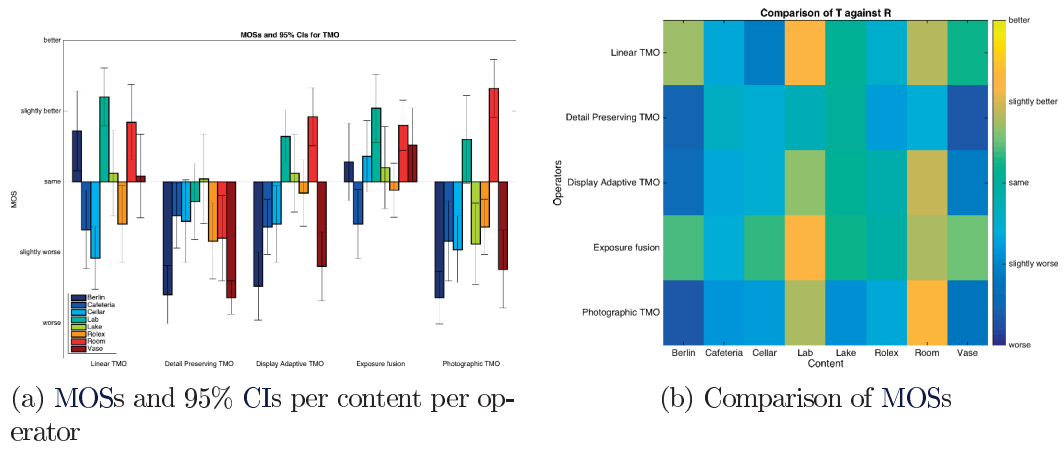 MOSs and 95% CIs for TMO
better
slightly better
same
slightly worse
worse
MOS
Berlin
Cafeteria
Cellar
Lab
Lake
Rolex
Room
Vase
Linear TMO
Detail Preserving TMO
Display Adaptive TMO
Exposure fusion
Photographic TMO
(a) MOSs and 95% CIs per content per op-
erator
Comparison of T against R
Operators
Linear TMO
Detail Preserving TMO
Display Adaptive TMO
Exposure fusion
Photographic TMO
Berlin
Cafeteria
Cellar
Lab
Lake
Rolex
Room
Vase
Content
better
slightly better
same
slightly worse
worse
(b) Comparison of MOSs